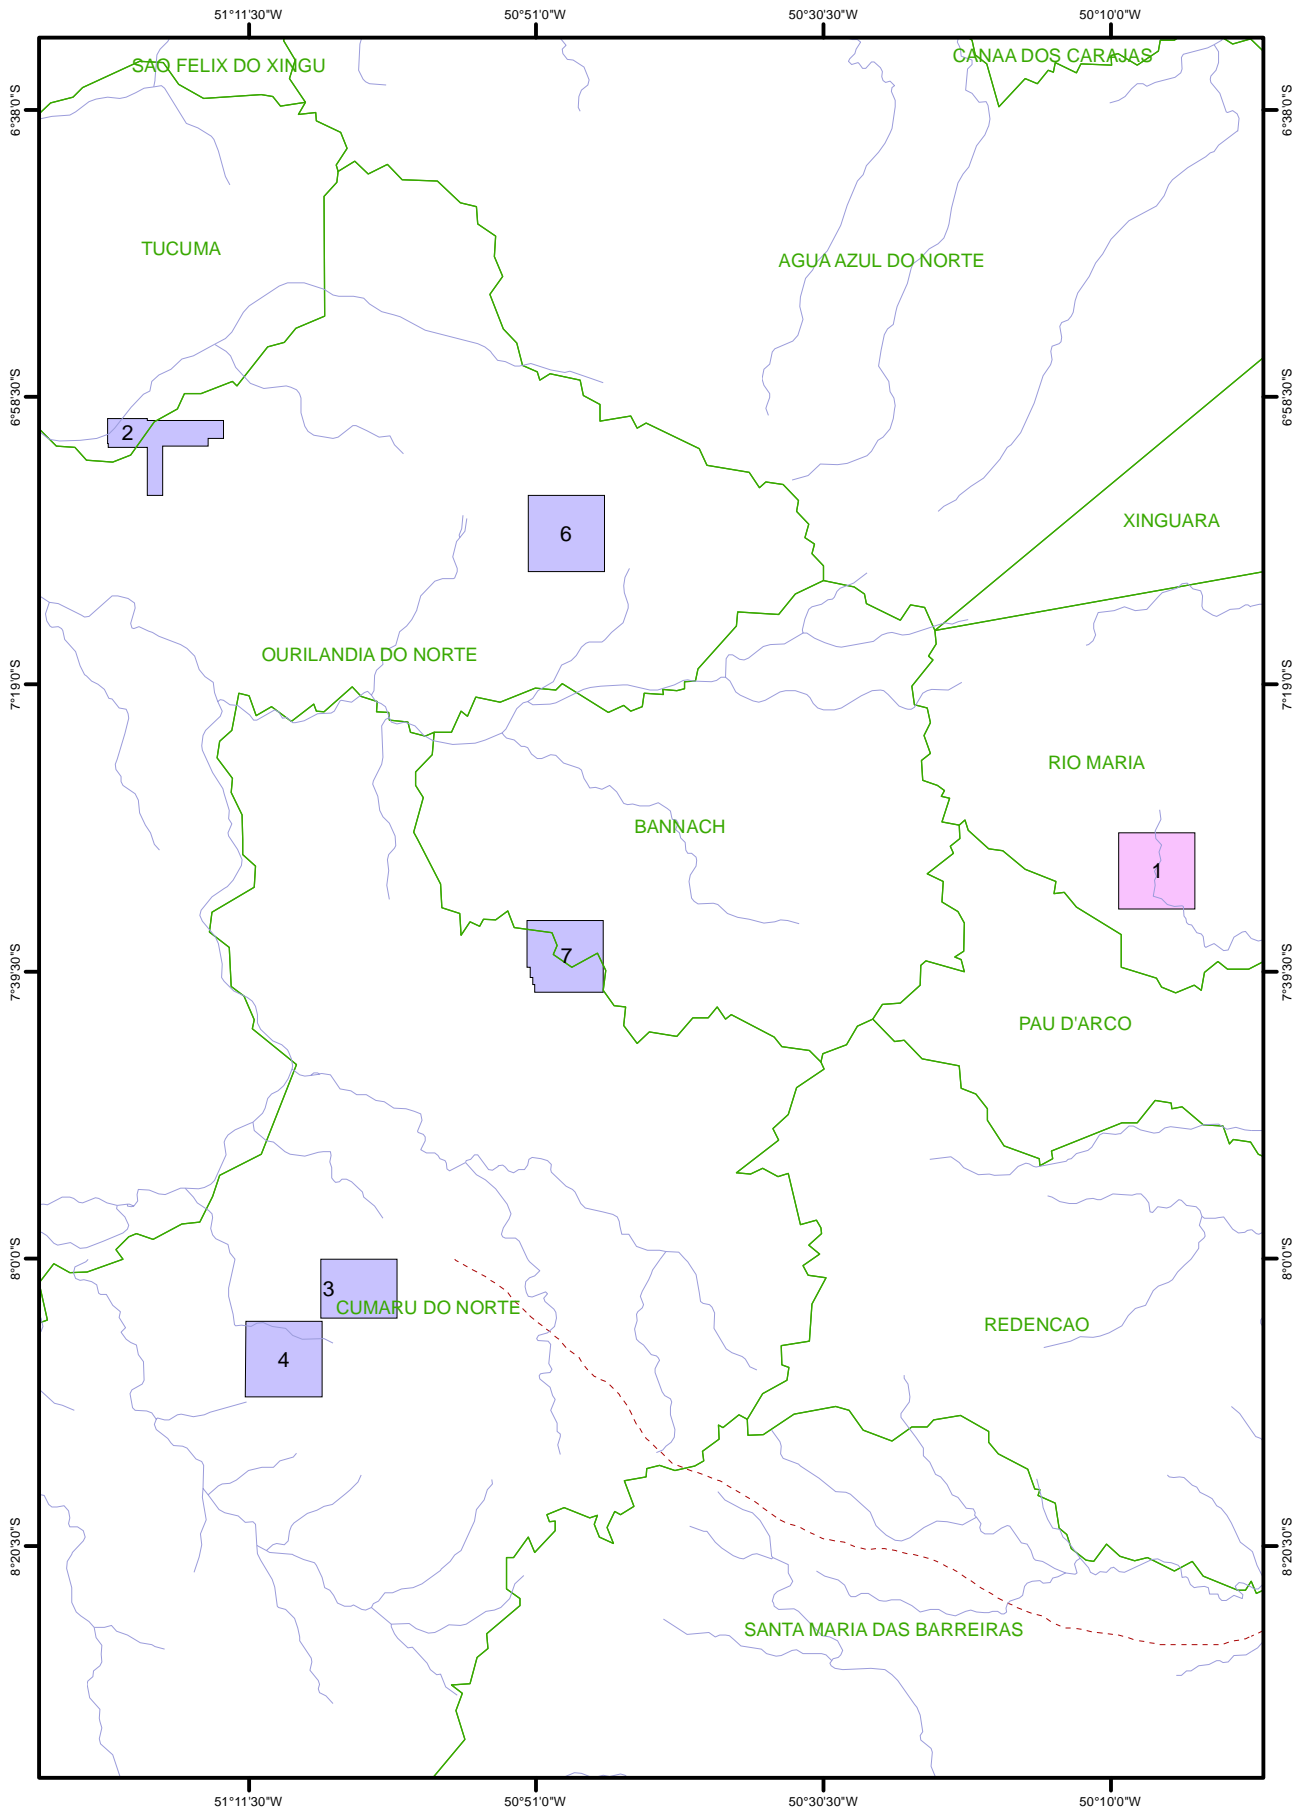 51°11'30"W 50°51'0"W 50°30'30"W 50°10'0"W
SAO FELIX DO XINGU
CANAA DOS CARAJAS
6°38'0"S 6°38'0"S
TUCUMA
AGUA AZUL DO NORTE
6°58'30"S 6°58'30"S
2
XINGUARA
6
OURILANDIA DO NORTE
7°19'0"S 7°19'0"S
RIO MARIA
BANNACH
1
7
7°39'30"S 7°39'30"S
PAU D'ARCO
8°0'0"S 8°0'0"S
3
CUMARU DO NORTE
REDENCAO
4
8°20'30"S 8°20'30"S
SANTA MARIA DAS BARREIRAS
51°11'30"W 50°51'0"W 50°30'30"W 50°10'0"W